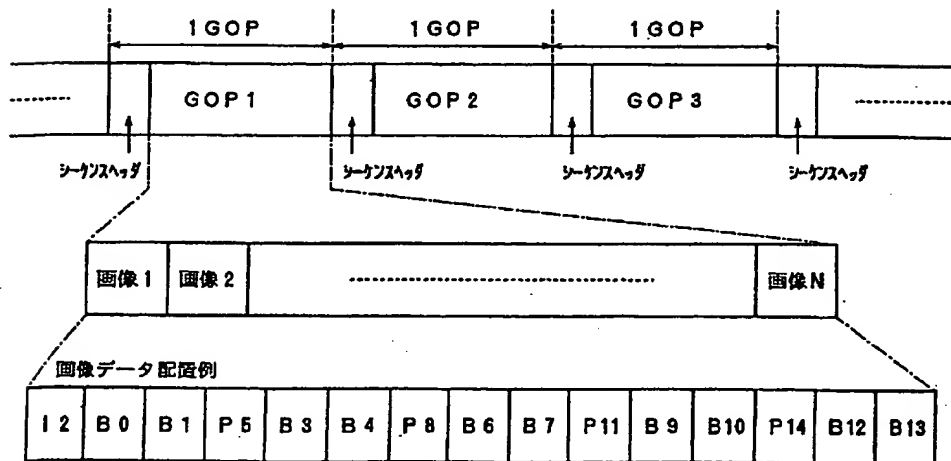 1GOP 1GOP 1GOP
GOP1 GOP2 GOP3
シーケンスヘッダ シーケンスヘッダ シーケンスヘッダ シーケンスヘッダ
画像1 画像2 画像N
画像データ配置例
I2 B0 B1 P5 B3 B4 P8 B6 B7 P11 B9 B10 P14 B12 B13